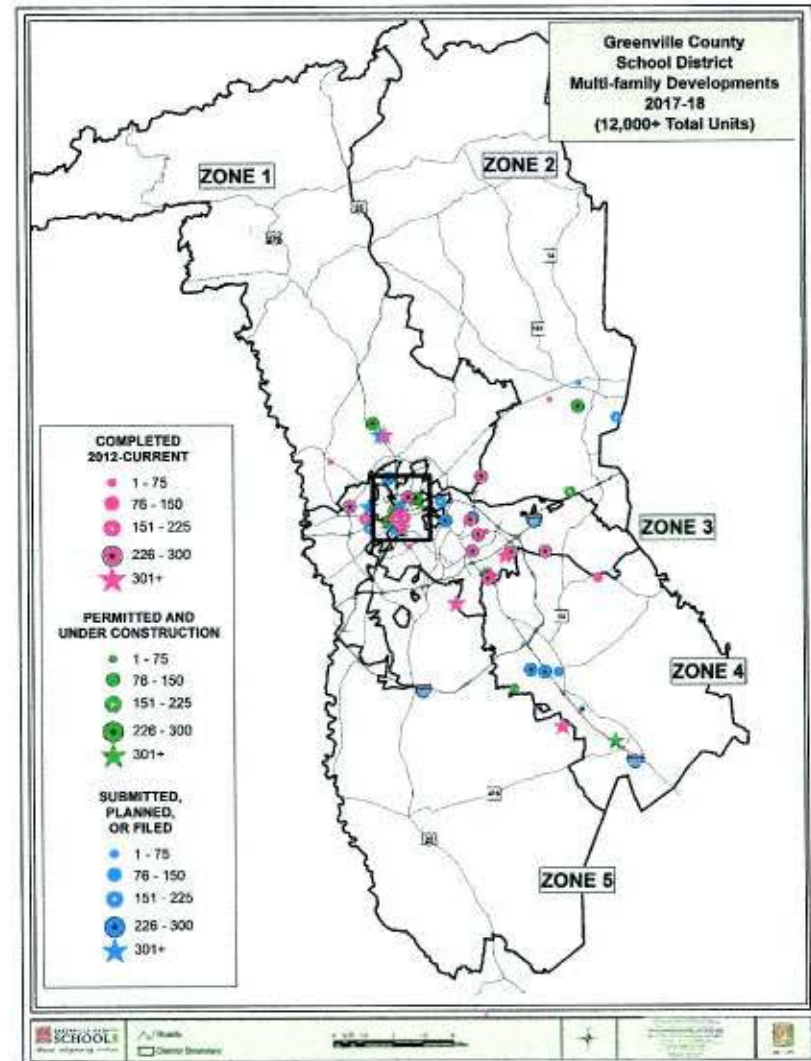 Greenville County
School District
Multi-family Developments
2017-18
(12,000+ Total Units)
ZONE 1
ZONE 2
COMPLETED
2012-CURRENT
1 - 75
76 - 150
151 - 225
226 - 300
301+
ZONE 3
PERMITTED AND
UNDER CONSTRUCTION
1 - 75
76 - 150
151 - 225
226 - 300
301+
ZONE 4
SUBMITTED,
PLANNED,
OR FILED
1 - 75
76 - 150
151 - 225
226 - 300
301+
ZONE 5
SCHOOLS
Roads
District Boundary